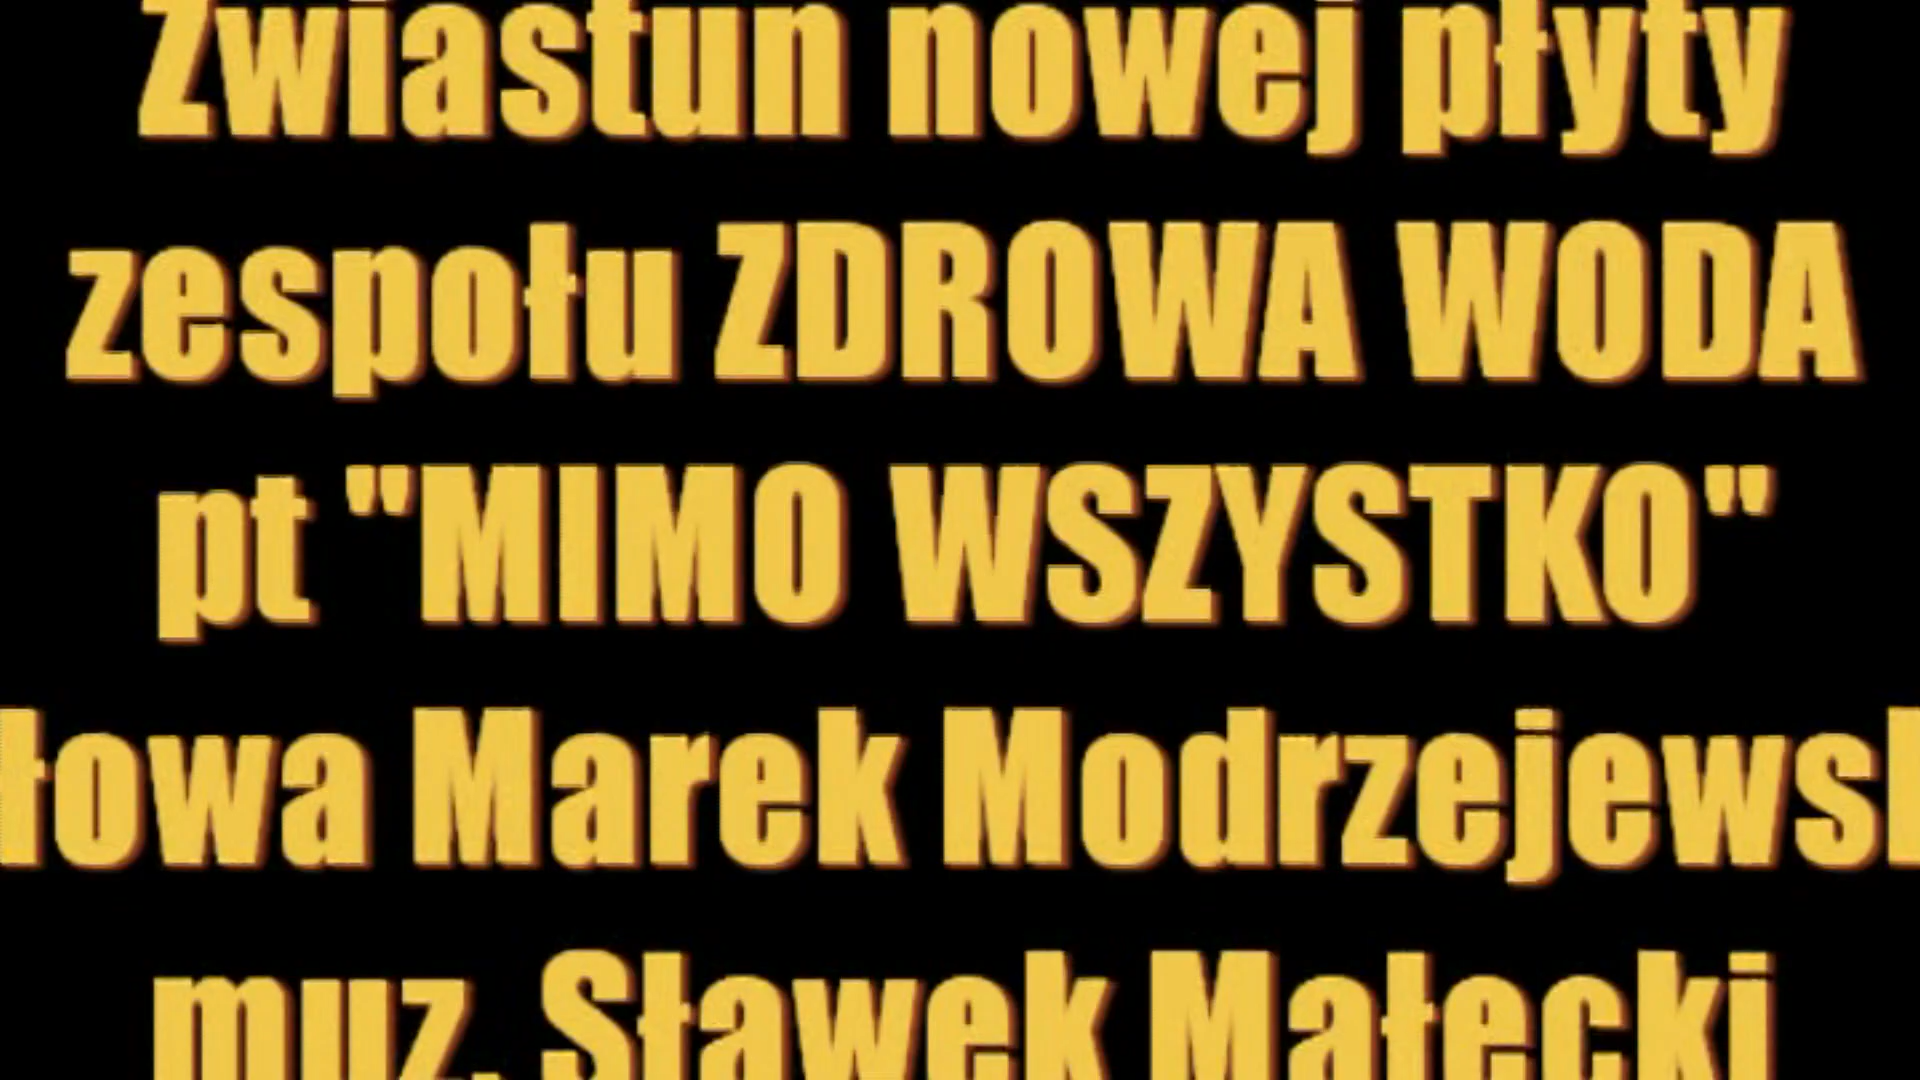 Zwiastun nowej płyty
zespołu ZDROWA WODA
pt "MIMO WSZYSTKO"
łowa Marek Modrzejewsk
muz. Sławek Małecki